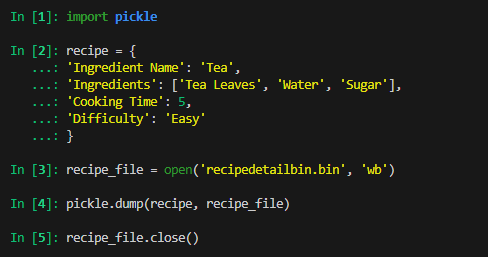 In [1]: import pickle
In [2]: recipe = {
...: 'Ingredient Name': 'Tea',
...: 'Ingredients': ['Tea Leaves', 'Water', 'Sugar'],
...: 'Cooking Time': 5,
...: 'Difficulty': 'Easy'
...: }
In [3]: recipe_file = open('recipedetailbin.bin', 'wb')
In [4]: pickle.dump(recipe, recipe_file)
In [5]: recipe_file.close()